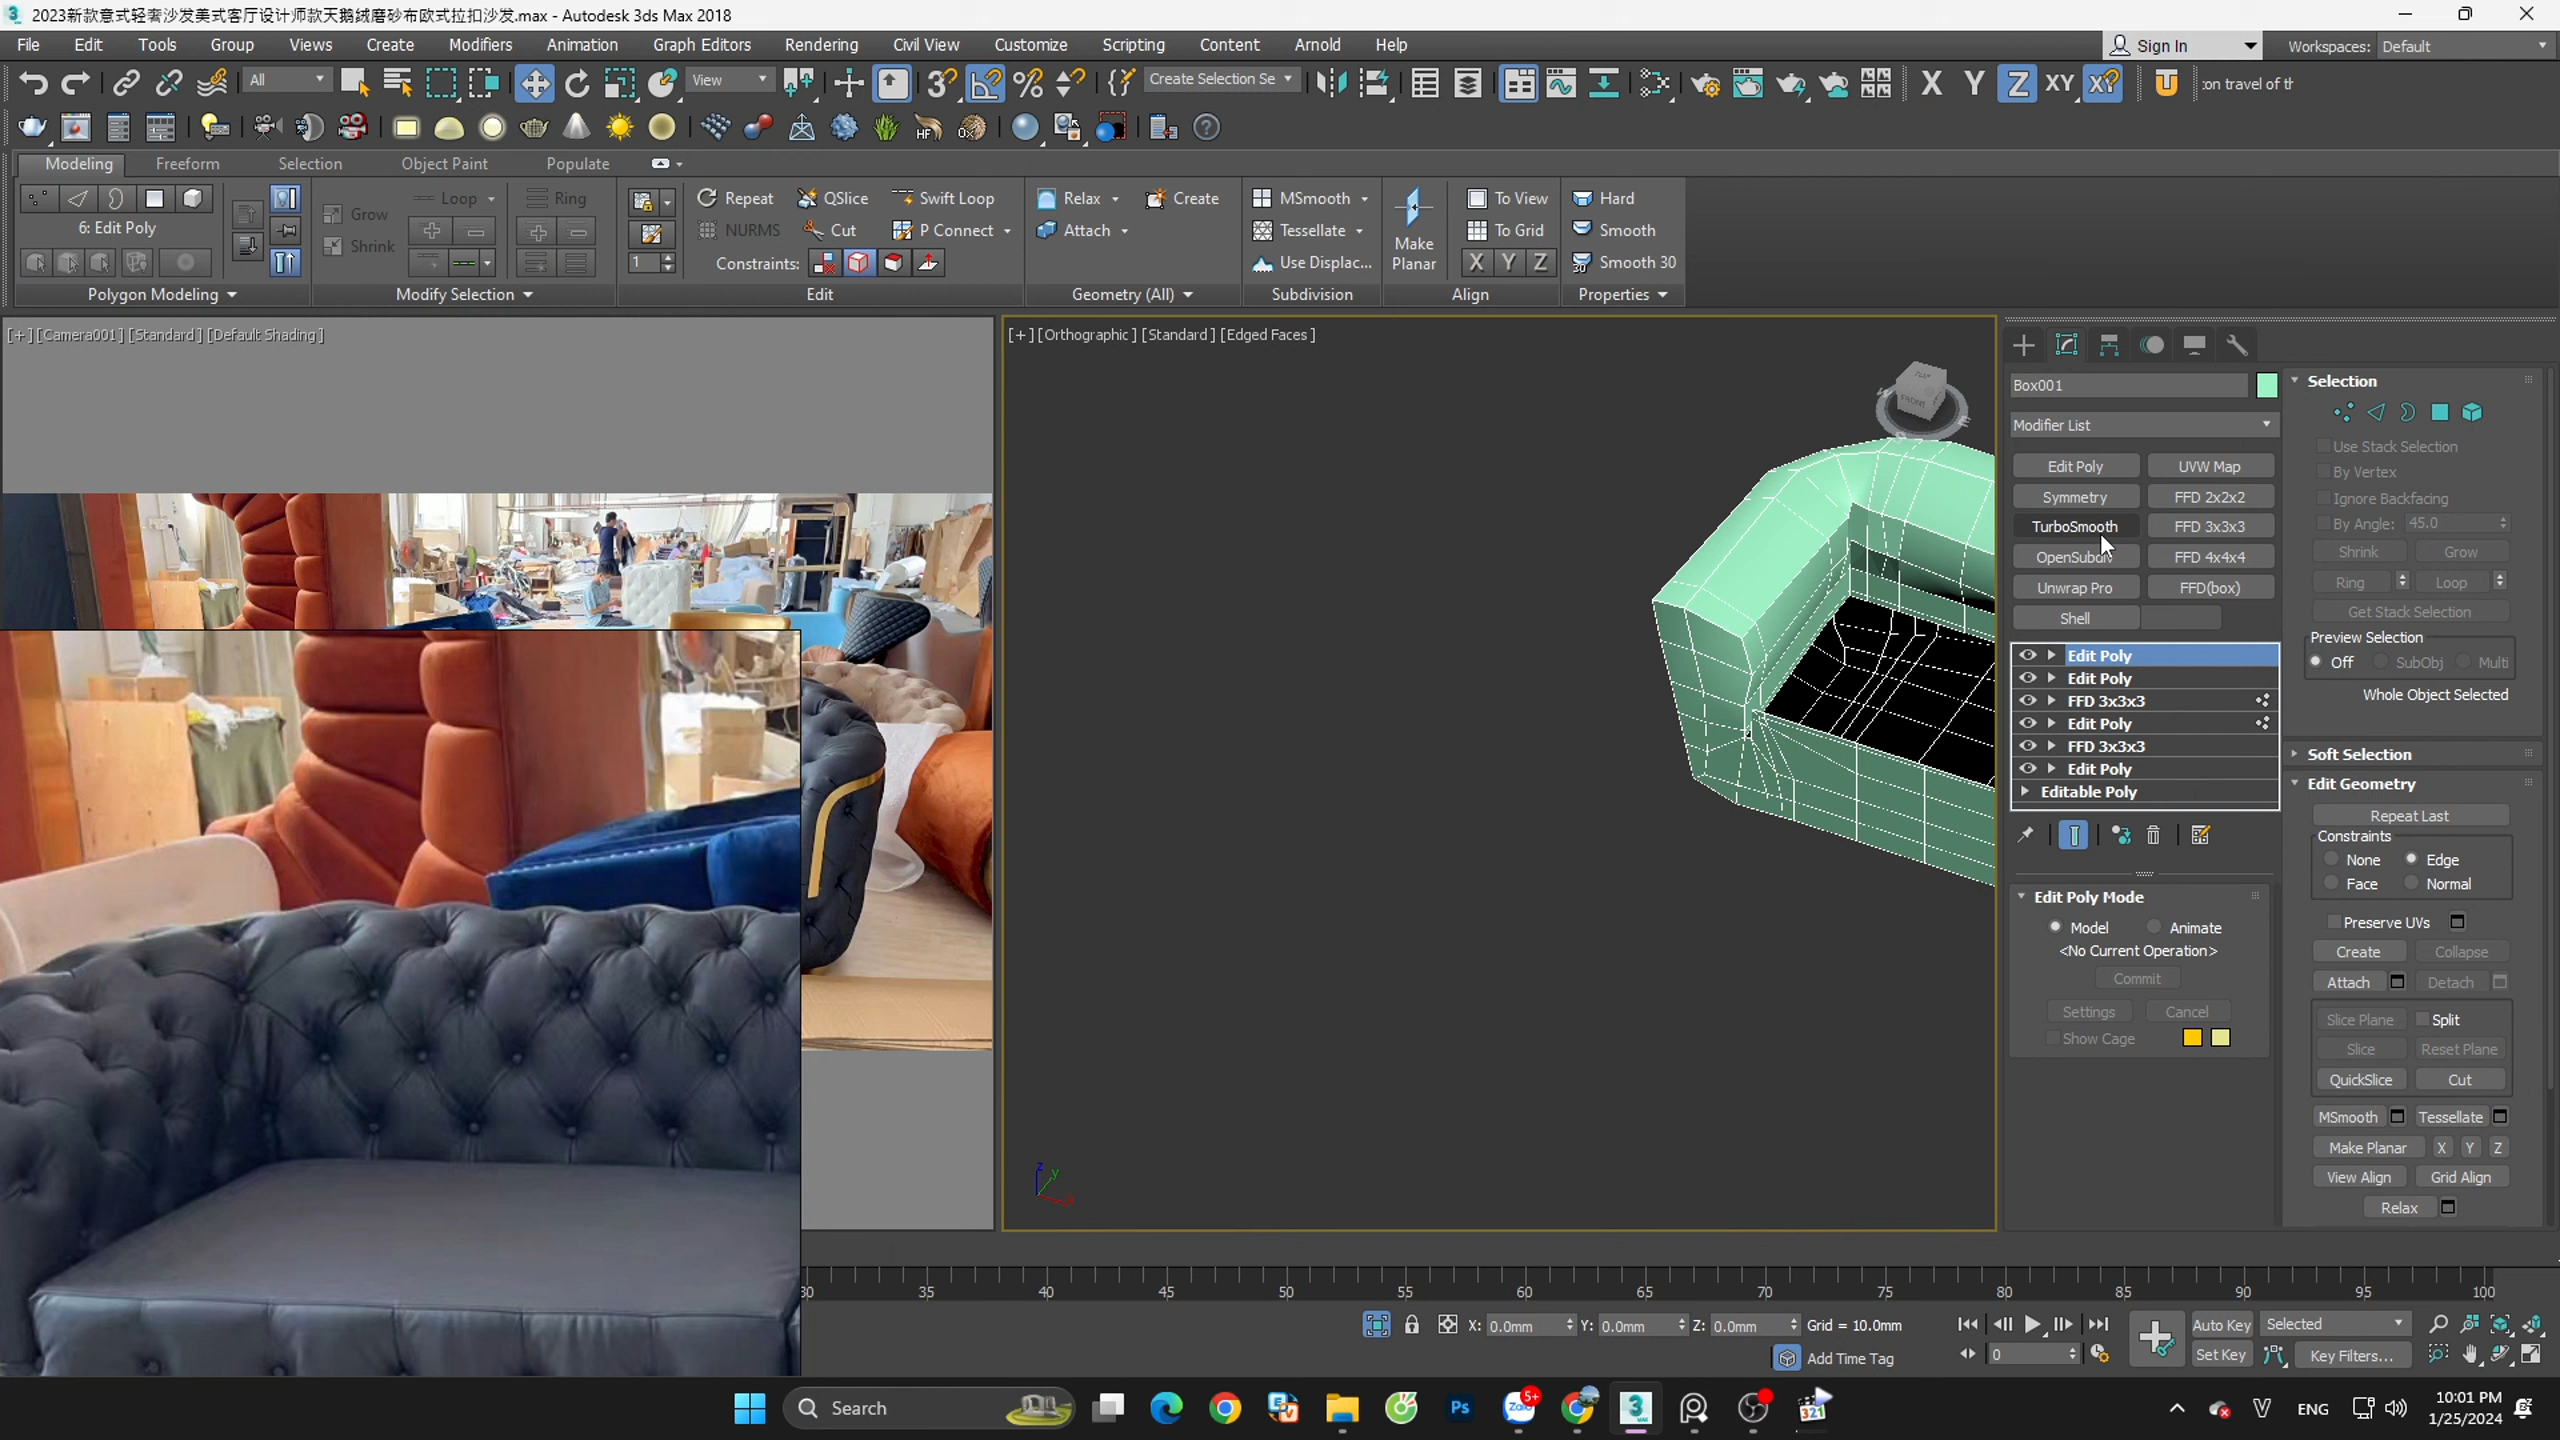 2023新款意式轻奢沙发美式客厅设计师款天鹅绒磨砂布欧式拉扣沙发.max - Autodesk 3ds Max 2018
File Edit Tools Group Views Create Modifiers Animation Graph Editors Rendering Civil View Customize Scripting Content Arnold Help Sign In Workspaces: Default
All View Create Selection Se X Y Z XY :on travel of th
Modeling Freeform Selection Object Paint Populate
Loop Ring Repeat QSlice Swift Loop Relax Create MSmooth To View Hard
6: Edit Poly Grow NURMS Cut P Connect Attach Tessellate Make Planar To Grid Smooth
Shrink 1 Constraints: Use Displac... X Y Z Smooth 30
Polygon Modeling Modify Selection Edit Geometry (All) Subdivision Align Properties
[+][Camera001][Standard][Default Shading]
[+][Orthographic][Standard][Edged Faces]
TOP
FRONT
Box001
Modifier List
Edit Poly UVW Map
Symmetry FFD 2x2x2
TurboSmooth FFD 3x3x3
OpenSubdiv FFD 4x4x4
Unwrap Pro FFD(box)
Shell
Edit Poly
Edit Poly
FFD 3x3x3
Edit Poly
FFD 3x3x3
Edit Poly
Editable Poly
Edit Poly Mode
Model Animate
<No Current Operation>
Commit
Settings Cancel
Show Cage
Selection
Use Stack Selection
By Vertex
Ignore Backfacing
By Angle: 45.0
Shrink Grow
Ring Loop
Get Stack Selection
Preview Selection
Off SubObj Multi
Whole Object Selected
Soft Selection
Edit Geometry
Repeat Last
Constraints
None Edge
Face Normal
Preserve UVs
Create Collapse
Attach Detach
Slice Plane Split
Slice Reset Plane
QuickSlice Cut
MSmooth Tessellate
Make Planar X Y Z
View Align Grid Align
Relax
z y x
30 35 40 45 50 55 60 65 70 75 80 85 90 95 100
X: 0.0mm Y: 0.0mm Z: 0.0mm Grid = 10.0mm Auto Key Selected
Add Time Tag 0 Set Key Key Filters...
Search Ps Zalo 5+ 3 321 ENG 10:01 PM
1/25/2024